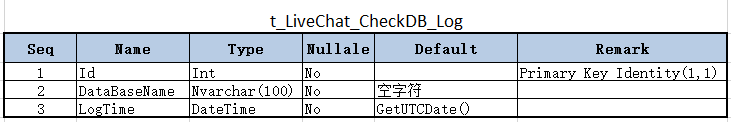 t_LiveChat_CheckDB_Log
Seq Name Type Nullale Default Remark
1 Id Int No Primary Key Identity(1,1)
2 DataBaseName Nvarchar(100) No 空字符
3 LogTime DateTime No GetUTCDate()